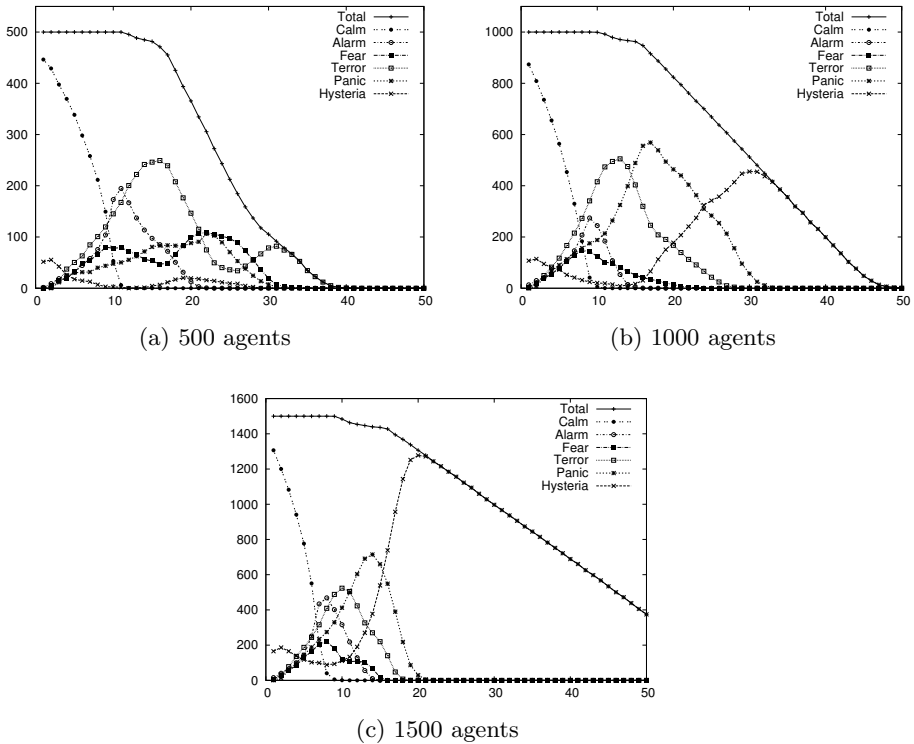 500
400
300
200
100
0
0 10 20 30 40 50
Total
Calm
Alarm
Fear
Terror
Panic
Hysteria
(a) 500 agents
1000
800
600
400
200
0
0 10 20 30 40 50
Total
Calm
Alarm
Fear
Terror
Panic
Hysteria
(b) 1000 agents
1600
1400
1200
1000
800
600
400
200
0
0 10 20 30 40 50
Total
Calm
Alarm
Fear
Terror
Panic
Hysteria
(c) 1500 agents